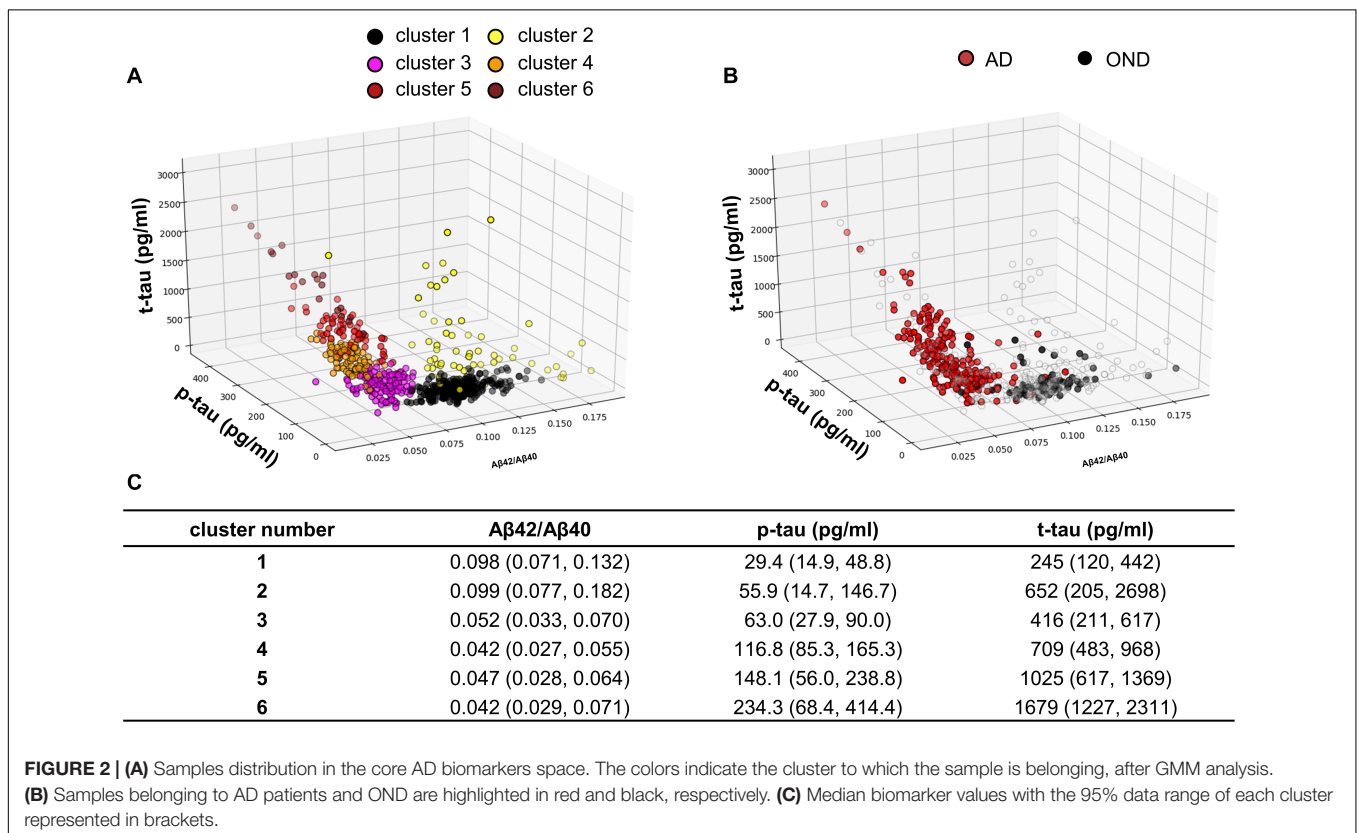 cluster 1 cluster 2
cluster 3 cluster 4
cluster 5 cluster 6
A
t-tau (pg/ml)
3000
2500
2000
1500
1000
500
0
p-tau (pg/ml)
400
300
200
100
0
0.025 0.050 0.075 0.100 0.125 0.150 0.175
Aβ42/Aβ40
AD OND
B
t-tau (pg/ml)
3000
2500
2000
1500
1000
500
0
p-tau (pg/ml)
400
300
200
100
0
0.025 0.050 0.075 0.100 0.125 0.150 0.175
Aβ42/Aβ40
C
cluster number Aβ42/Aβ40 p-tau (pg/ml) t-tau (pg/ml)
1 0.098 (0.071, 0.132) 29.4 (14.9, 48.8) 245 (120, 442)
2 0.099 (0.077, 0.182) 55.9 (14.7, 146.7) 652 (205, 2698)
3 0.052 (0.033, 0.070) 63.0 (27.9, 90.0) 416 (211, 617)
4 0.042 (0.027, 0.055) 116.8 (85.3, 165.3) 709 (483, 968)
5 0.047 (0.028, 0.064) 148.1 (56.0, 238.8) 1025 (617, 1369)
6 0.042 (0.029, 0.071) 234.3 (68.4, 414.4) 1679 (1227, 2311)
FIGURE 2 | (A) Samples distribution in the core AD biomarkers space. The colors indicate the cluster to which the sample is belonging, after GMM analysis.
(B) Samples belonging to AD patients and OND are highlighted in red and black, respectively. (C) Median biomarker values with the 95% data range of each cluster
represented in brackets.